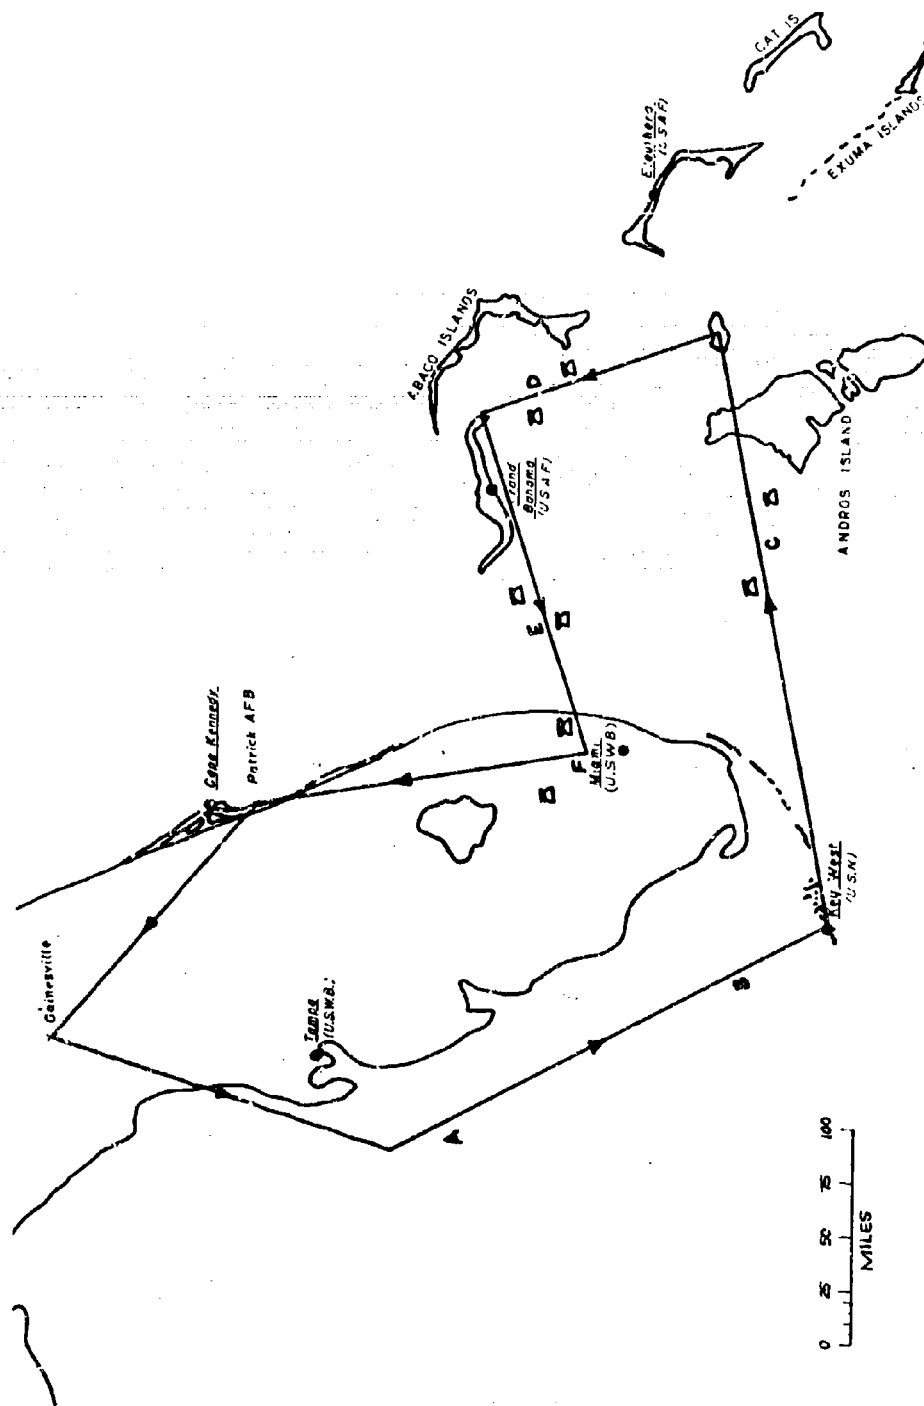 CAT IS
EXUMA ISLANDS
Eleuthera
(USAF)
ABACO ISLANDS
D
Grand
Bahama
(USAF)
ANDROS ISLAND
C
E
Cape Kennedy
Patrick AFB
F
Miami
(U.S.W.B)
Key West
(U.S.N)
Gainesville
Tampa
(U.S.W.B.)
A
B
0 25 50 75 100
MILES